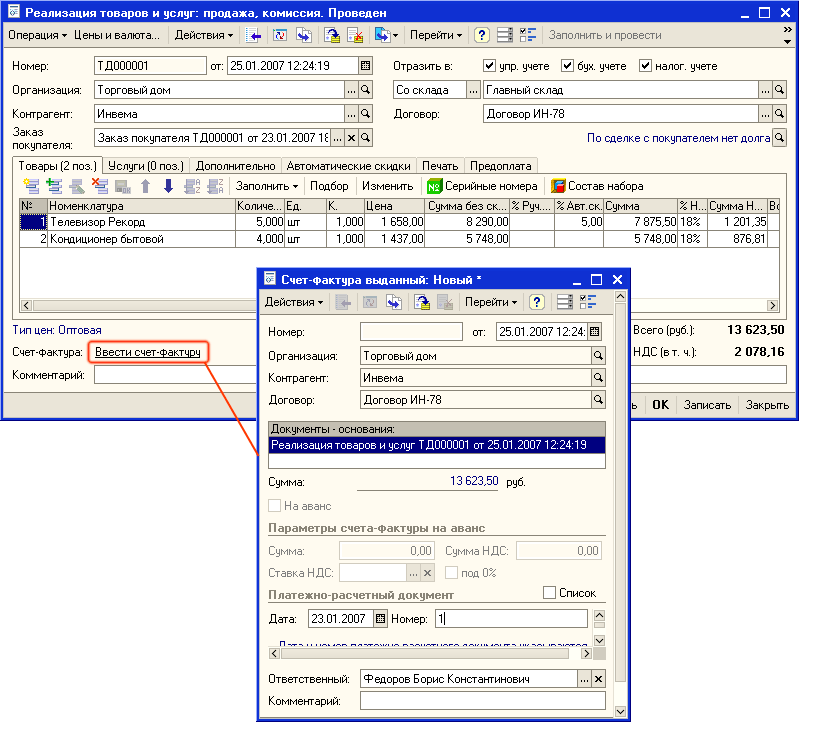 Реализация товаров и услуг: продажа, комиссия. Проведен
Операция Цены и валюта... Действия Перейти ? Заполнить и провести »
Номер: ТД000001 от: 25.01.2007 12:24:19 Отразить в: упр. учете бух. учете налог. учете
Организация: Торговый дом ... Со склада ... Главный склад ...
Контрагент: Инвема ... Договор: Договор ИН-78 ...
Заказ
покупателя: Заказ покупателя ТД000001 от 23.01.2007 18 ... × По сделке с покупателем нет долга
Товары (2 поз.) Услуги (0 поз.) Дополнительно Автоматические скидки Печать Предоплата
Заполнить Подбор Изменить № Серийные номера Состав набора
№ Номенклатура Количе... Ед. К. Цена Сумма без ск... % Руч.... % Авт.ск. Сумма % Н... Сумма Н... Вс
1 Телевизор Рекорд 5,000 шт 1,000 1 658,00 8 290,00 5,00 7 875,50 18% 1 201,35
2 Кондиционер бытовой 4,000 шт 1,000 1 437,00 5 748,00 5 748,00 18% 876,81
Тип цен: Оптовая Всего (руб.): 13 623,50
Счет-фактура: Ввести счет-фактуру НДС (в т. ч.): 2 078,16
Комментарий:
ь OK Записать Закрыть
Счет-фактура выданный: Новый *
Действия Перейти ?
Номер: от: 25.01.2007 12:24:
Организация: Торговый дом
Контрагент: Инвема
Договор: Договор ИН-78
Документы - основания:
Реализация товаров и услуг ТД000001 от 25.01.2007 12:24:19
Сумма: 13 623,50 руб.
На аванс
Параметры счета-фактуры на аванс
Сумма: 0,00 Сумма НДС: 0,00
Ставка НДС: ... × под 0%
Платежно-расчетный документ Список
Дата: 23.01.2007 Номер: 1
Дата и номер платежно-расчетного документа указываются
Ответственный: Федоров Борис Константинович ... ×
Комментарий: